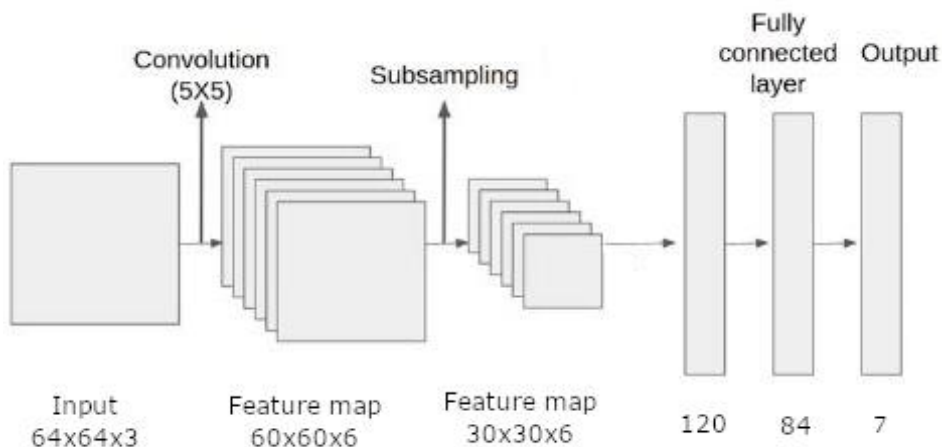 Convolution
(5X5)
Subsampling
Fully
connected
layer
Output
Input
64x64x3
Feature map
60x60x6
Feature map
30x30x6
120
84
7